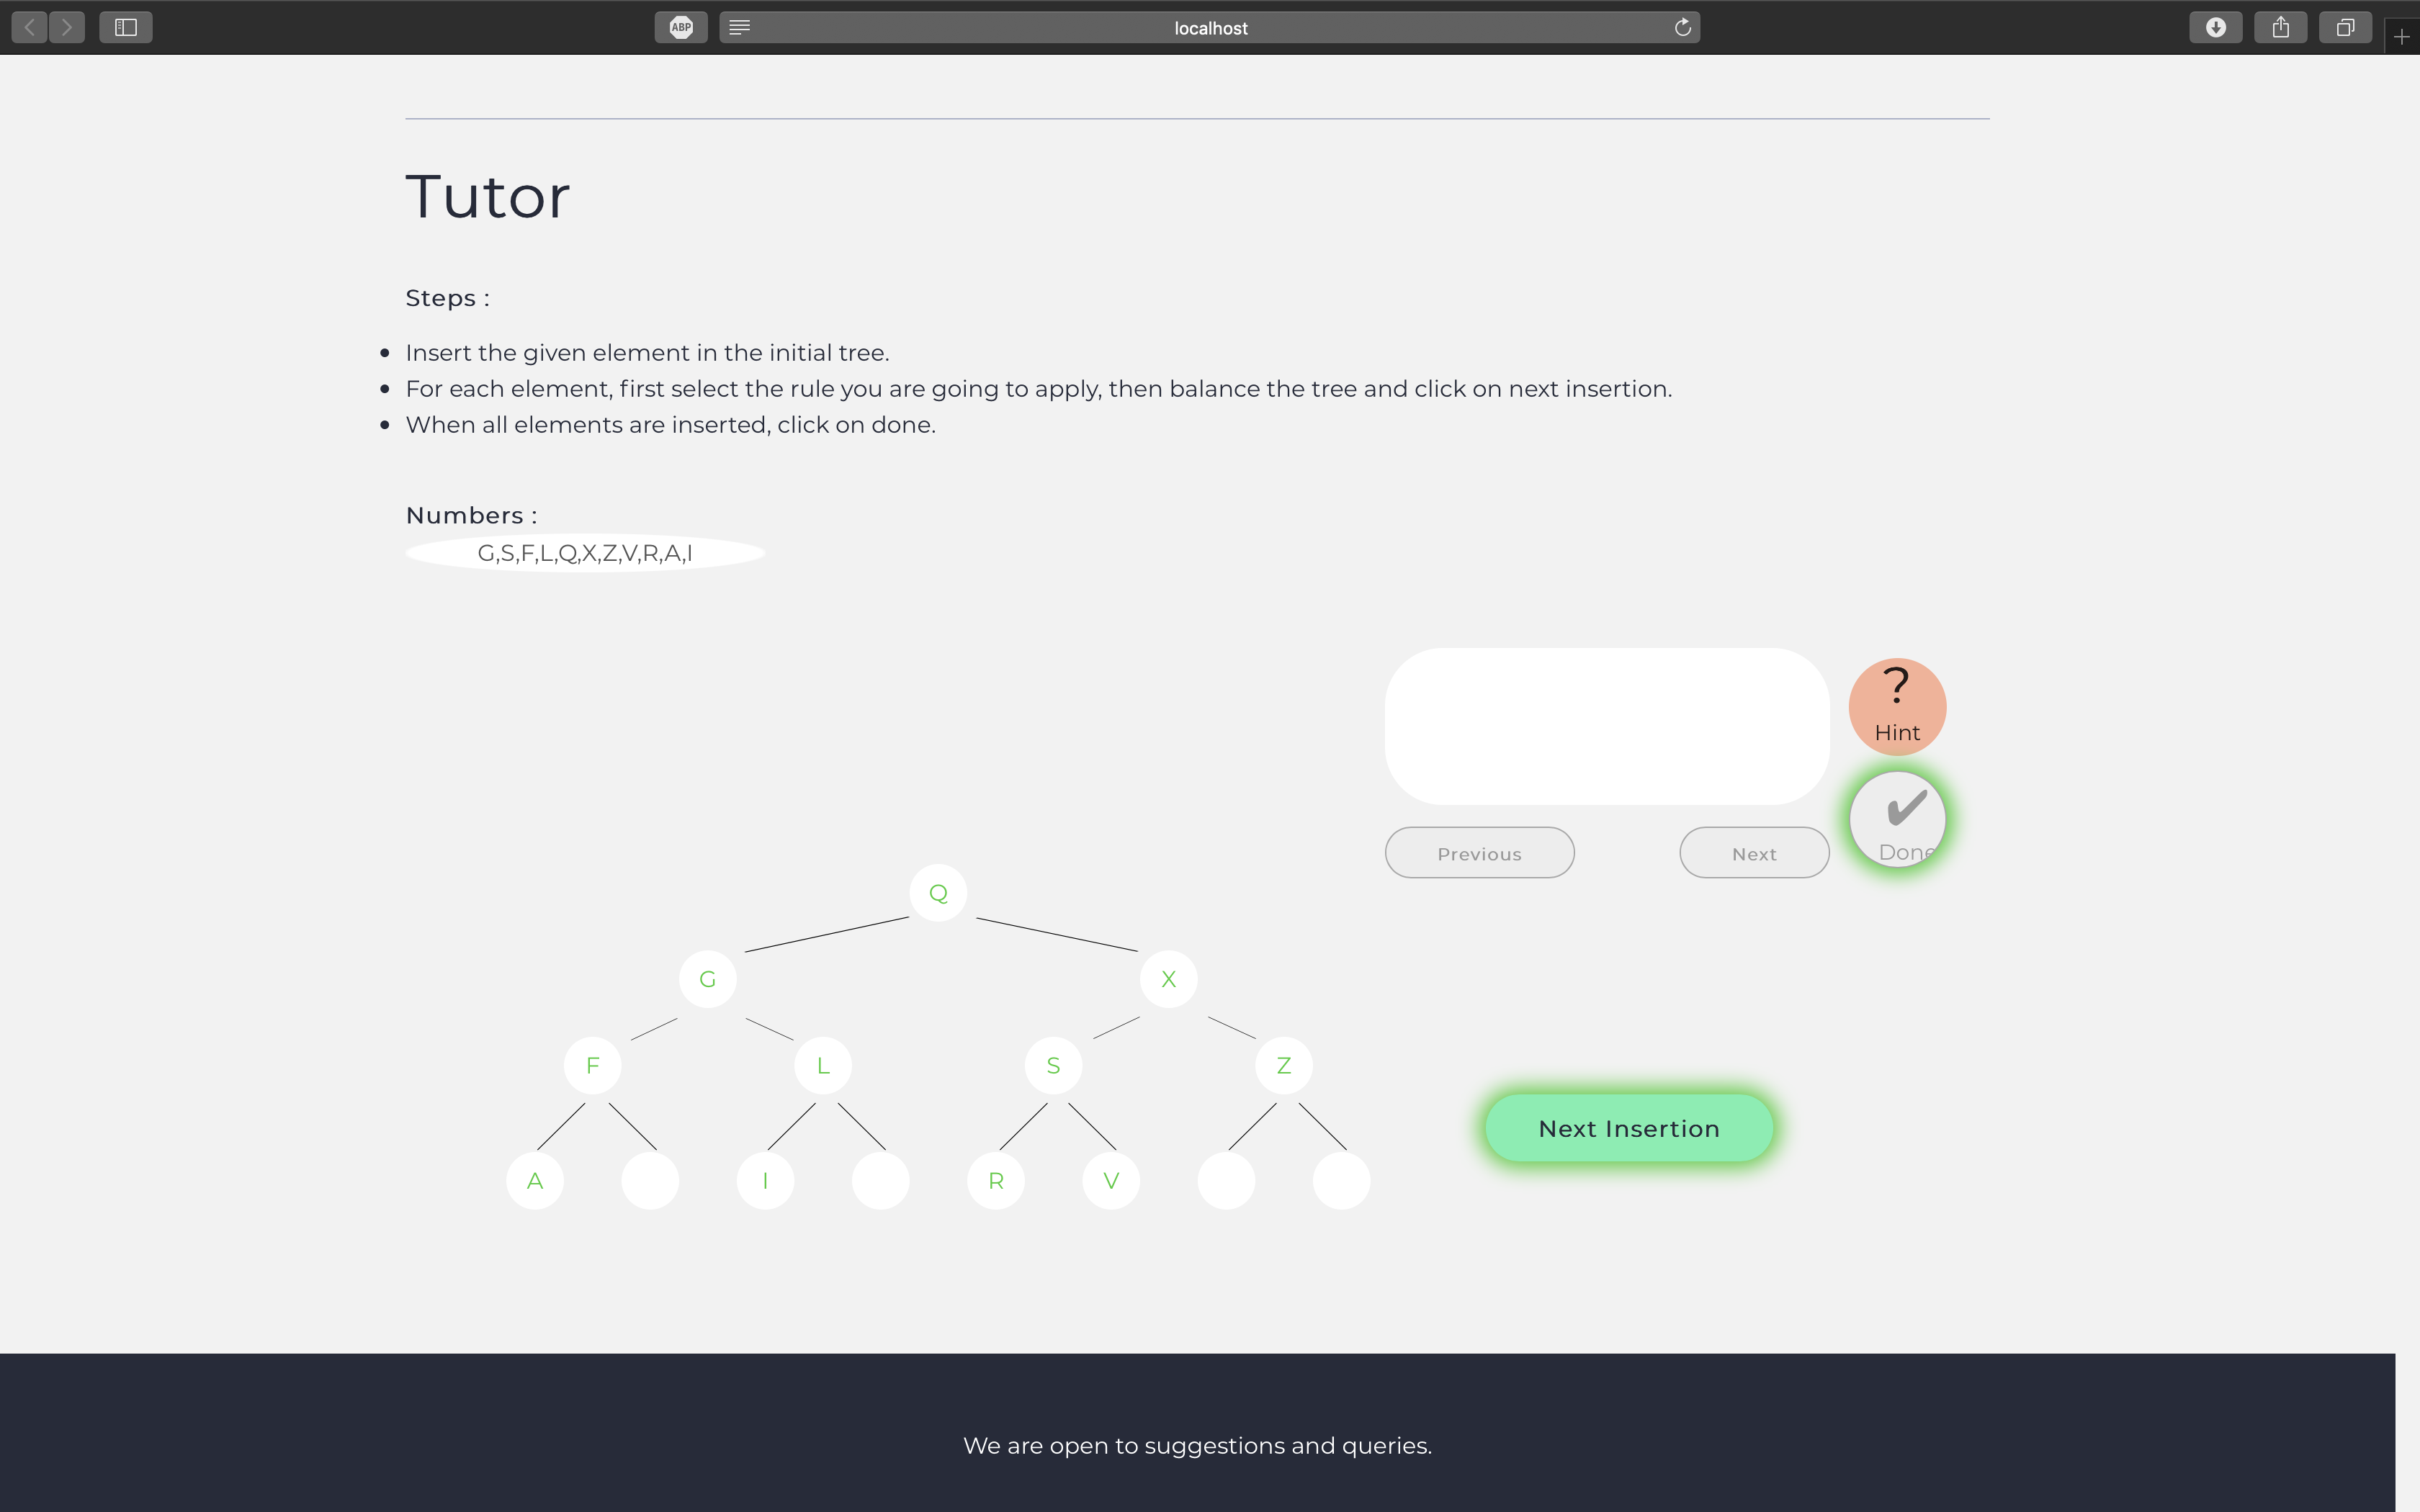 ABP
localhost
Tutor
Steps :
Insert the given element in the initial tree.
For each element, first select the rule you are going to apply, then balance the tree and click on next insertion.
When all elements are inserted, click on done.
Numbers :
G,S,F,L,Q,X,Z,V,R,A,I
?
Hint
✔
Done
Previous
Next
Q
G
X
F
L
S
Z
Next Insertion
A
I
R
V
We are open to suggestions and queries.